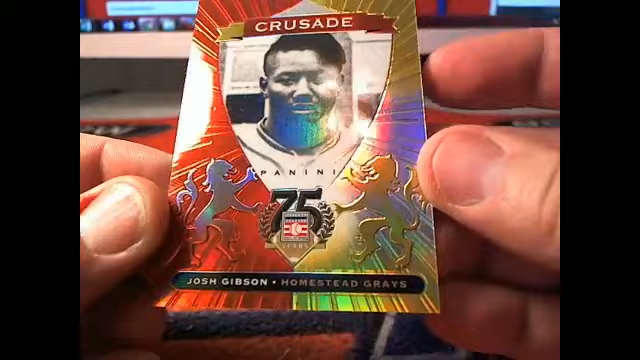 CRUSADE
PANINI
75
YEARS
JOSH GIBSON • HOMESTEAD GRAYS